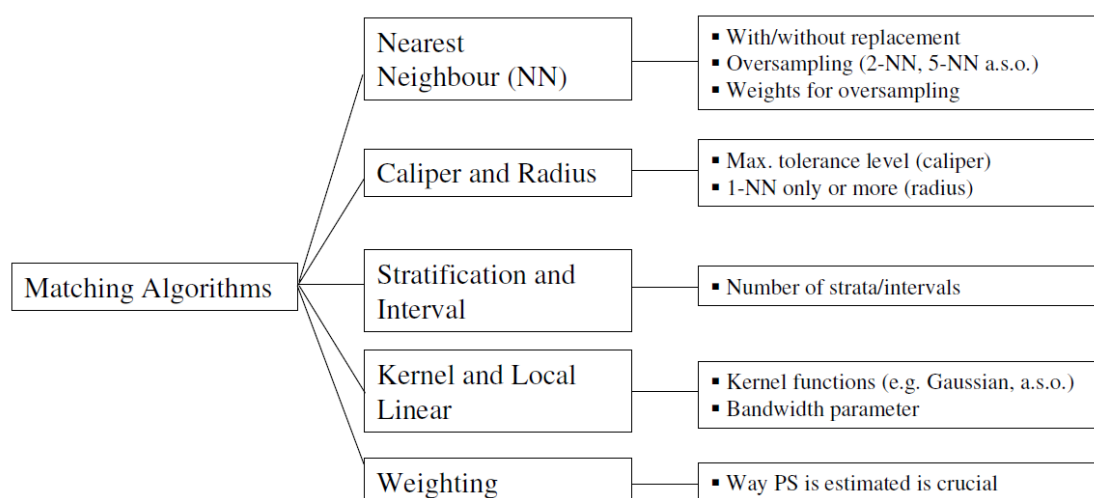 Matching Algorithms
Nearest
Neighbour (NN)
▪ With/without replacement
▪ Oversampling (2-NN, 5-NN a.s.o.)
▪ Weights for oversampling
Caliper and Radius
▪ Max. tolerance level (caliper)
▪ 1-NN only or more (radius)
Stratification and
Interval
▪ Number of strata/intervals
Kernel and Local
Linear
▪ Kernel functions (e.g. Gaussian, a.s.o.)
▪ Bandwidth parameter
Weighting
▪ Way PS is estimated is crucial